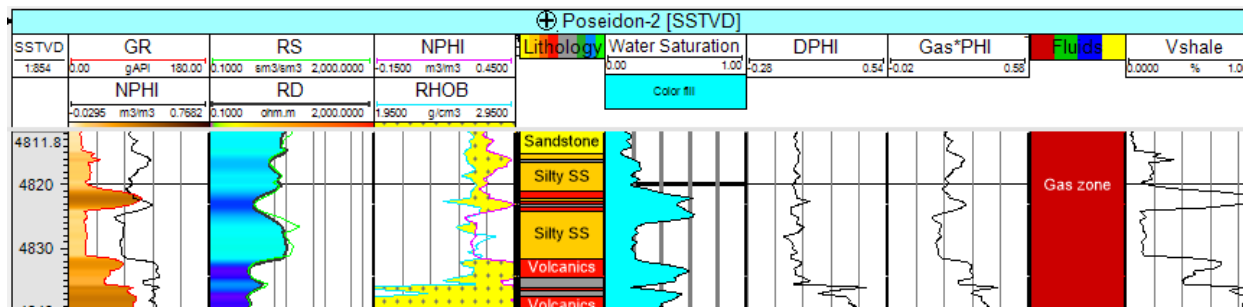 Poseidon-2 [SSTVD]
SSTVD GR RS NPHI Lithology Water Saturation DPHI Gas*PHI Fluids Vshale
1:854 0.00 gAPI 180.00 0.1000 sm3/sm3 2,000.0000 -0.1500 m3/m3 0.4500 0.00 1.00 -0.28 0.54 -0.02 0.58 0.0000 % 1.00
NPHI RD RHOB Color fill
-0.0295 m3/m3 0.7682 0.1000 ohm.m 2,000.0000 1.9500 g/cm3 2.9500
4811.8 Sandstone
Silty SS
4820 Gas zone
Silty SS
4830
Volcanics
Volcanics